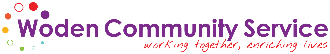 Woden Community Service
working together, enriching lives